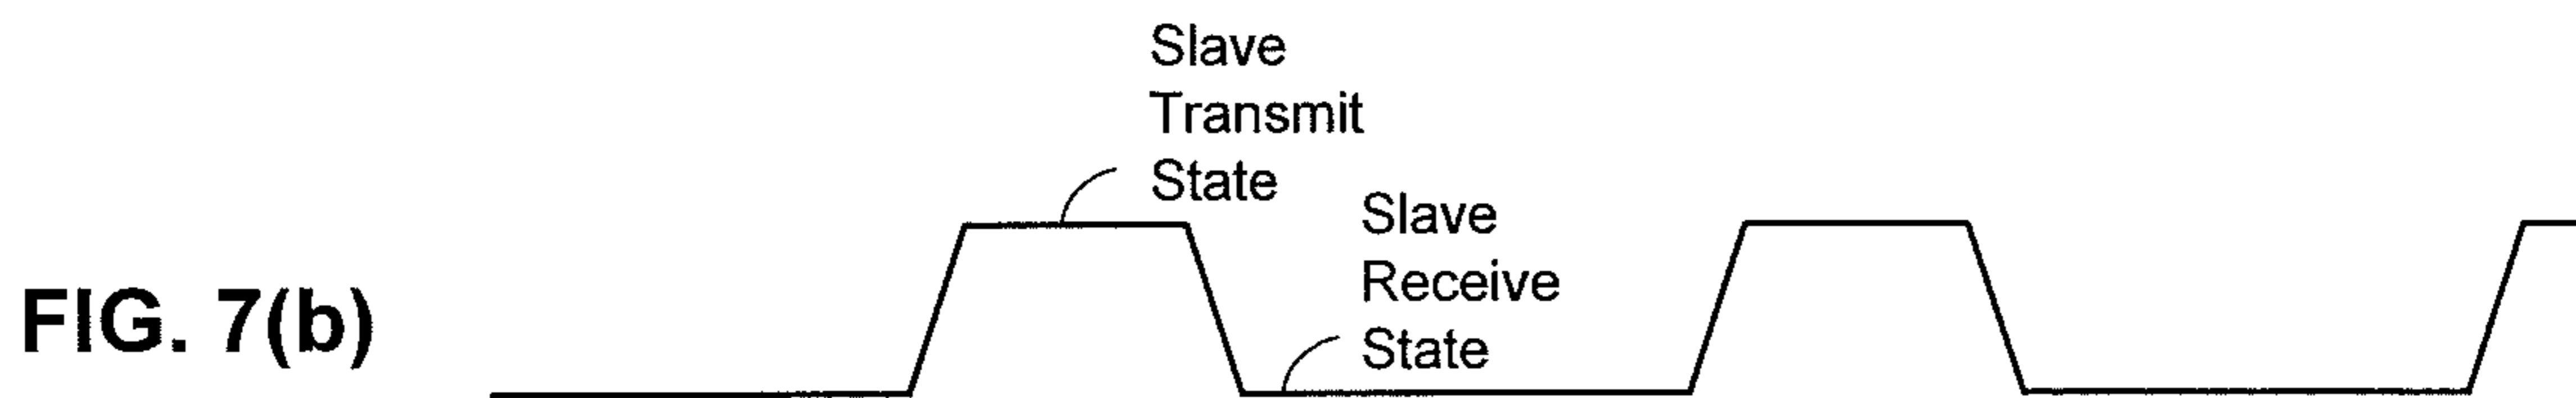 Slave
Transmit
State
Slave
Receive
State
FIG. 7(b)